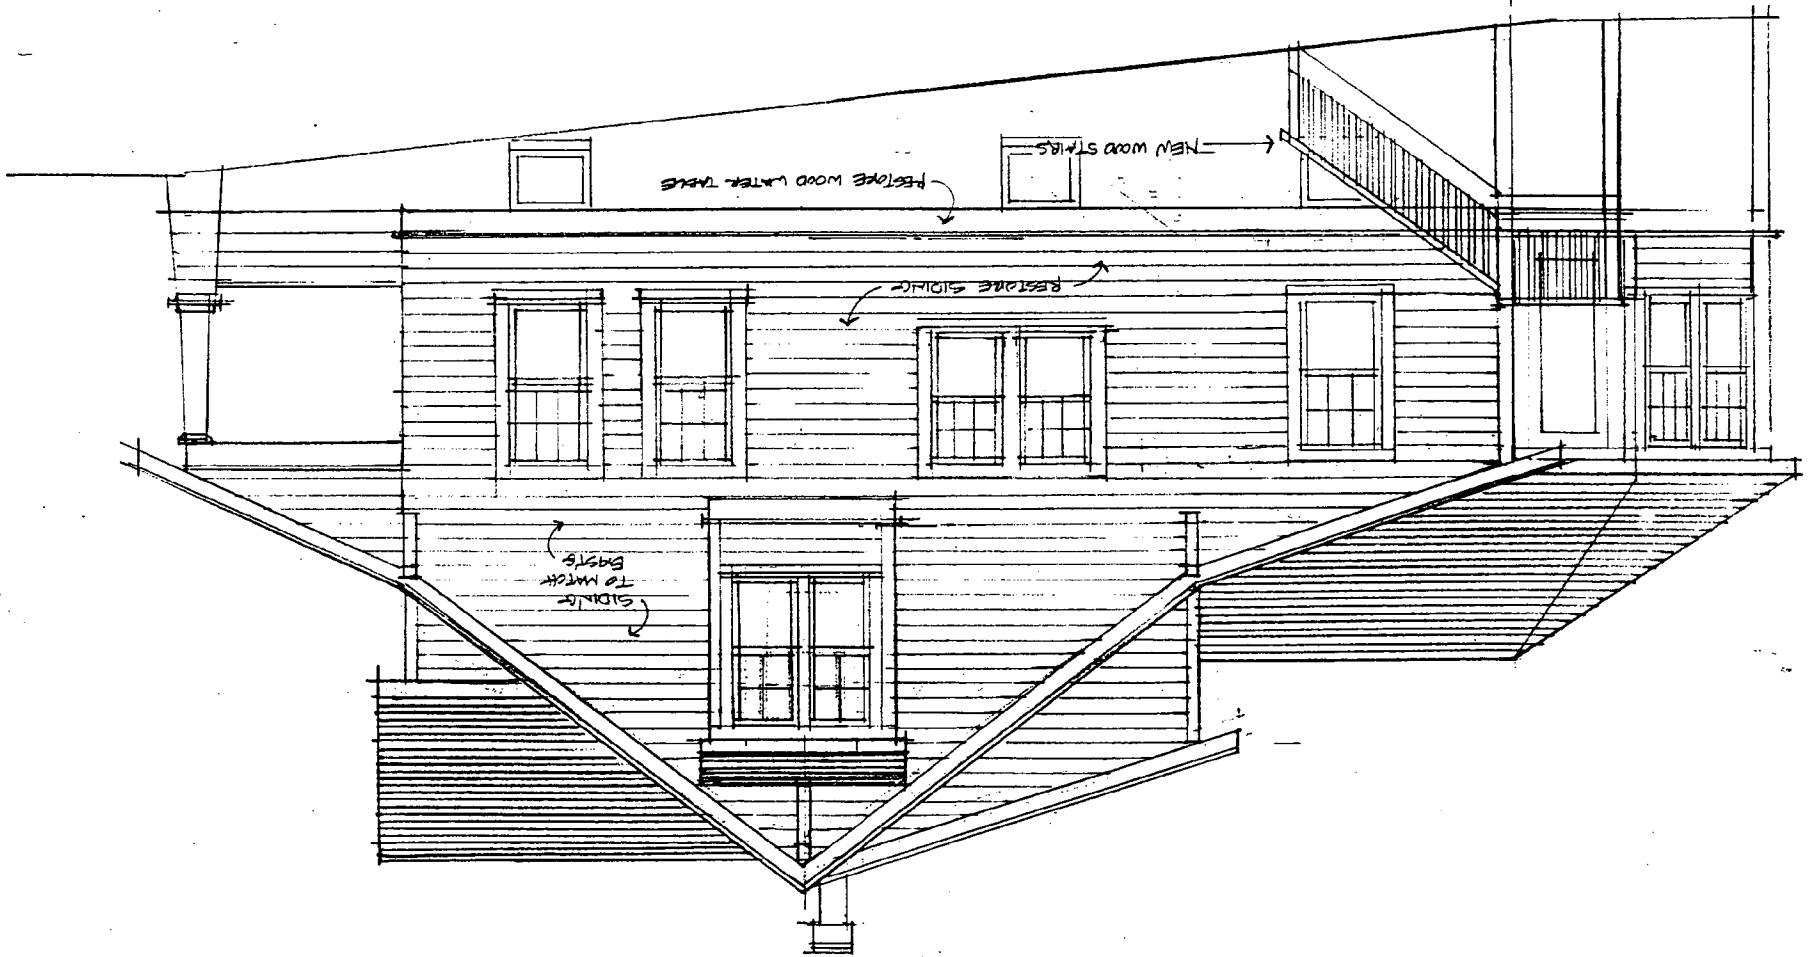 SIDING
TO MATCH
EXIST'G
RESTORE SIDING
RESTORE WOOD WATER TABLE
NEW WOOD STAIRS